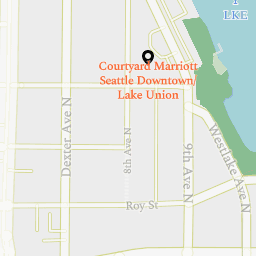 LKE
Courtyard Marriott
Seattle Downtown/
Lake Union
Dexter Ave N
8th Ave N
9th Ave N
Westlake Ave N
Roy St